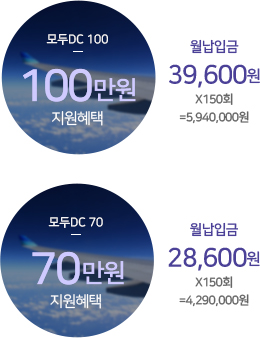 모두DC 100
100만원
지원혜택
월납입금
39,600원
X150회
=5,940,000원
모두DC 70
70만원
지원혜택
월납입금
28,600원
X150회
=4,290,000원